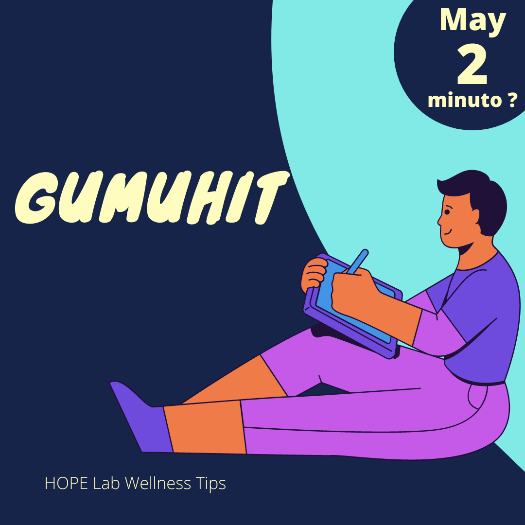 May
2
minuto ?
GUMUHIT
HOPE Lab Wellness Tips